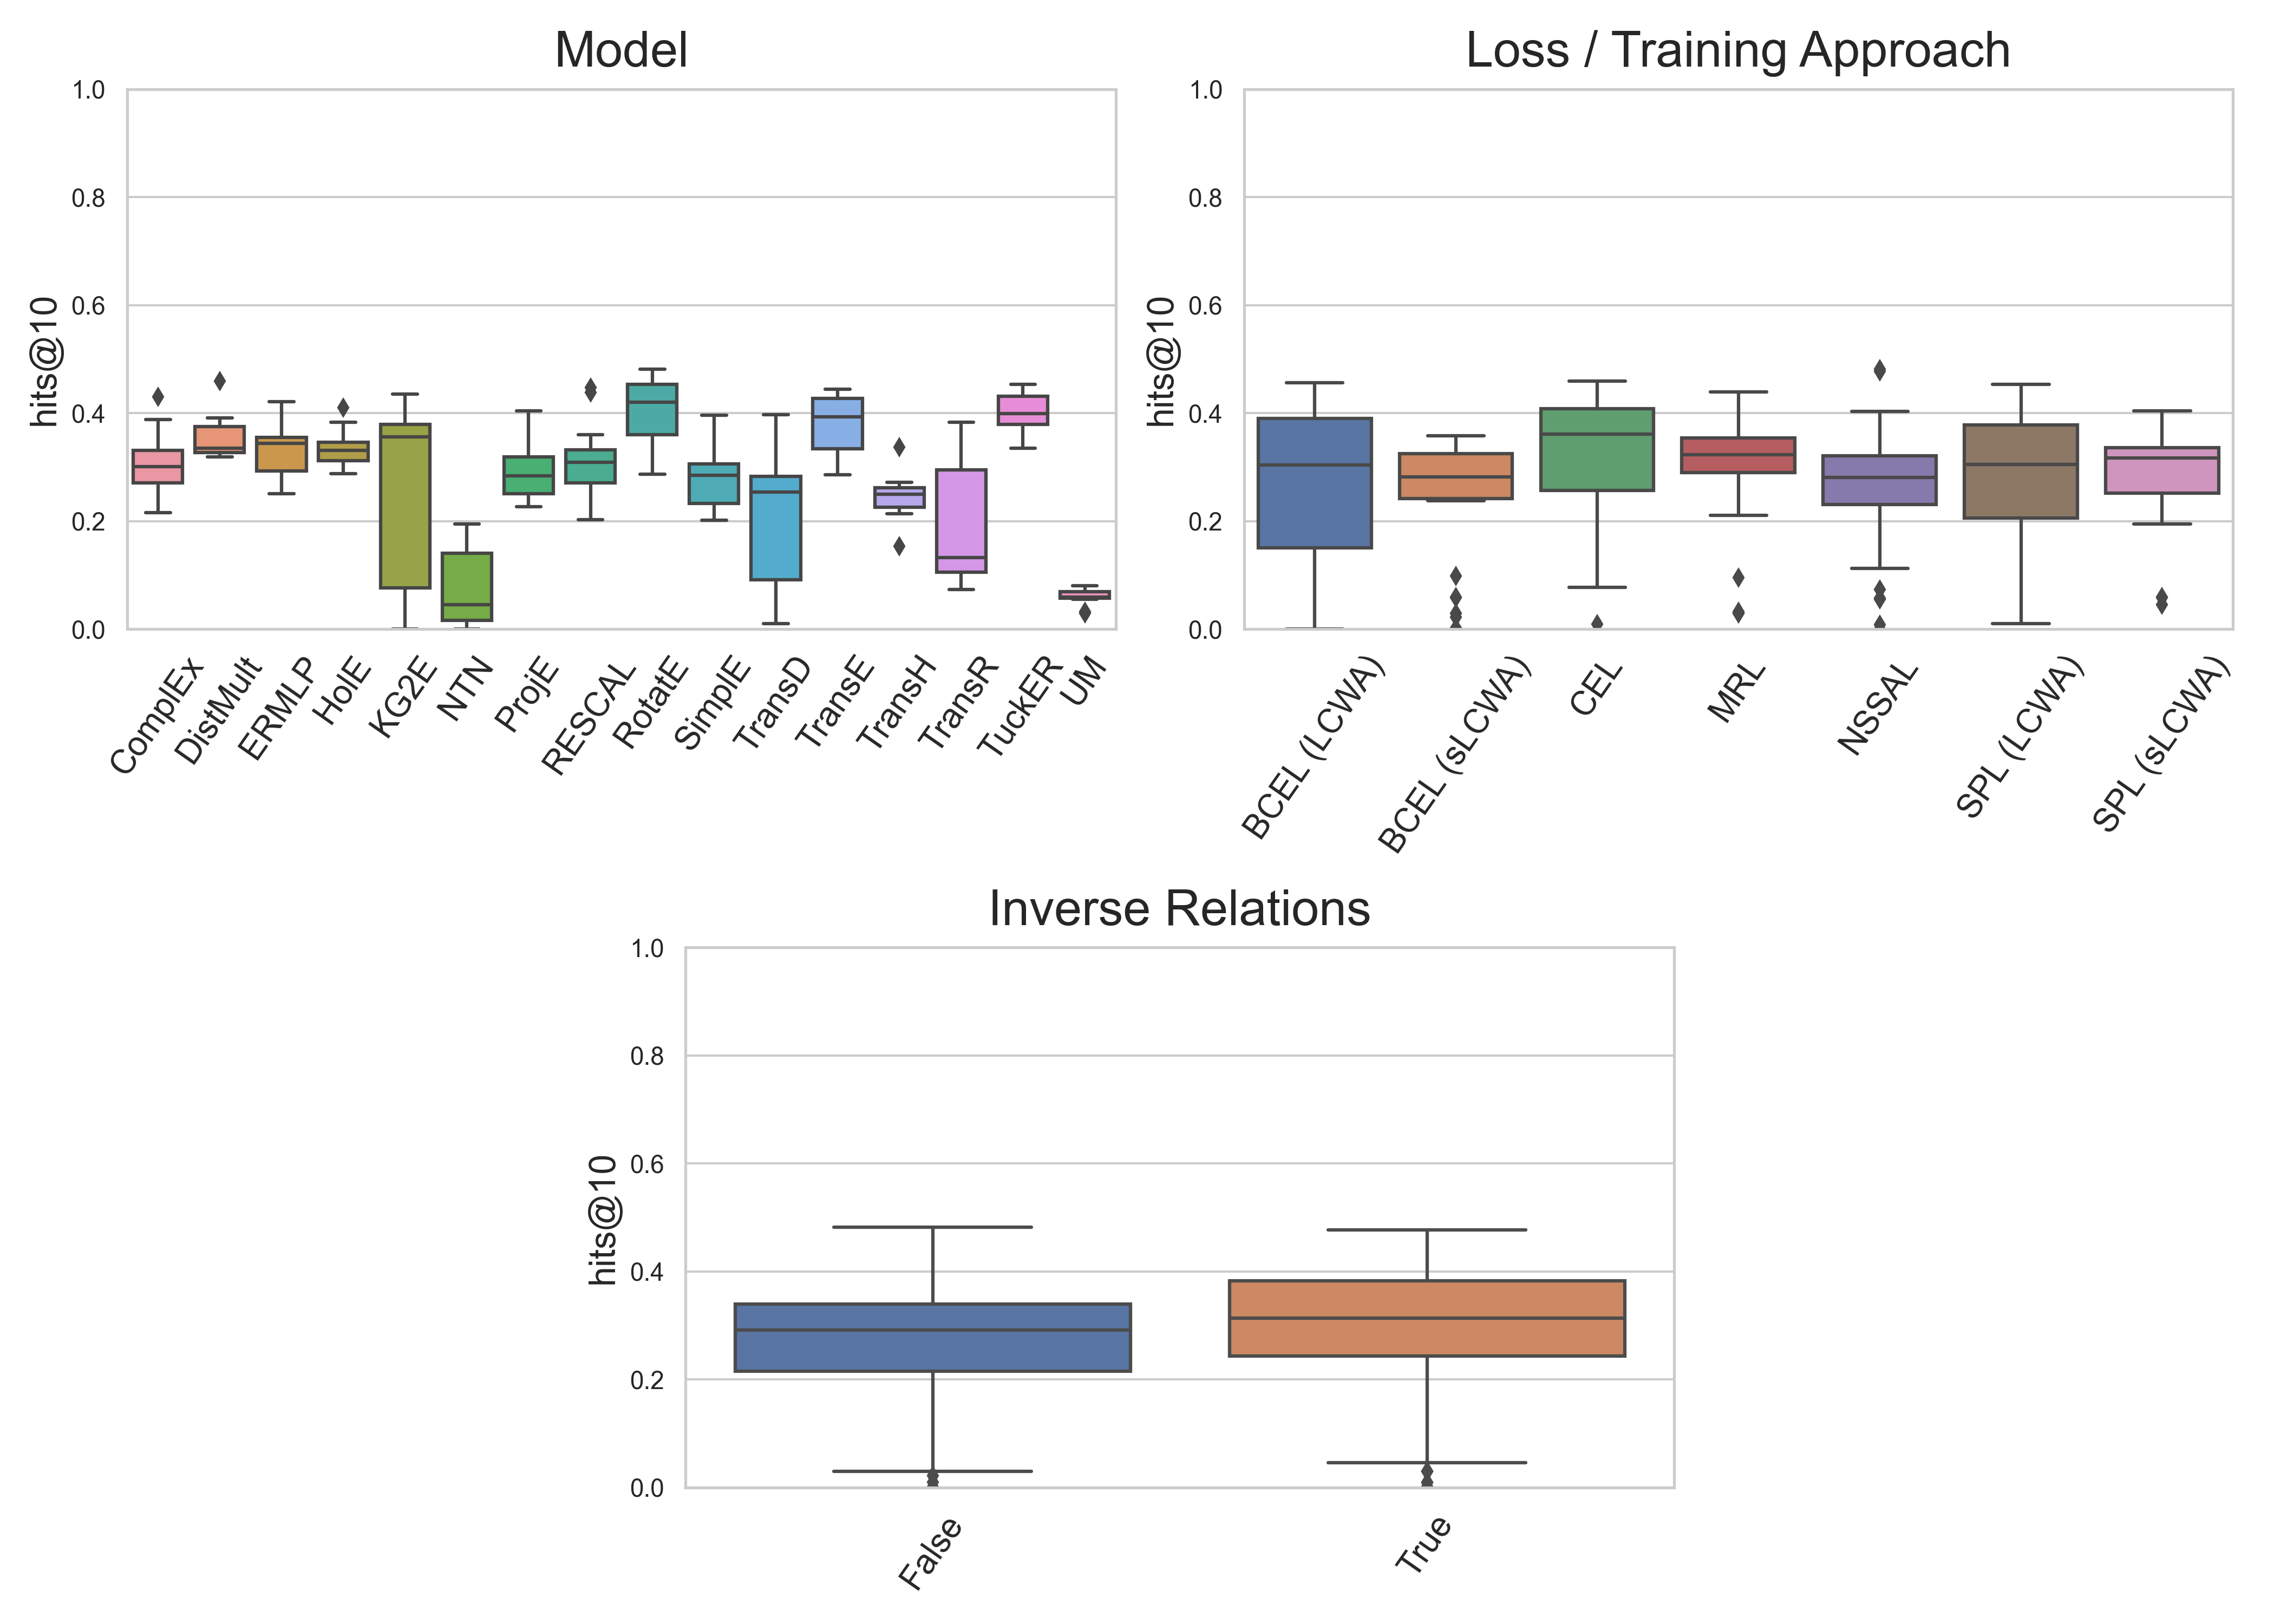 Model
1.0
0.8
0.6
0.4
0.2
0.0
hits@10
ComplEx
DistMult
ERMLP
HolE
KG2E
NTN
ProjE
RESCAL
RotatE
SimplE
TransD
TransE
TransH
TransR
TuckER
UM
Loss / Training Approach
1.0
0.8
0.6
0.4
0.2
0.0
hits@10
BCEL (LCWA)
BCEL (sLCWA)
CEL
MRL
NSSAL
SPL (LCWA)
SPL (sLCWA)
Inverse Relations
1.0
0.8
0.6
0.4
0.2
0.0
hits@10
False
True